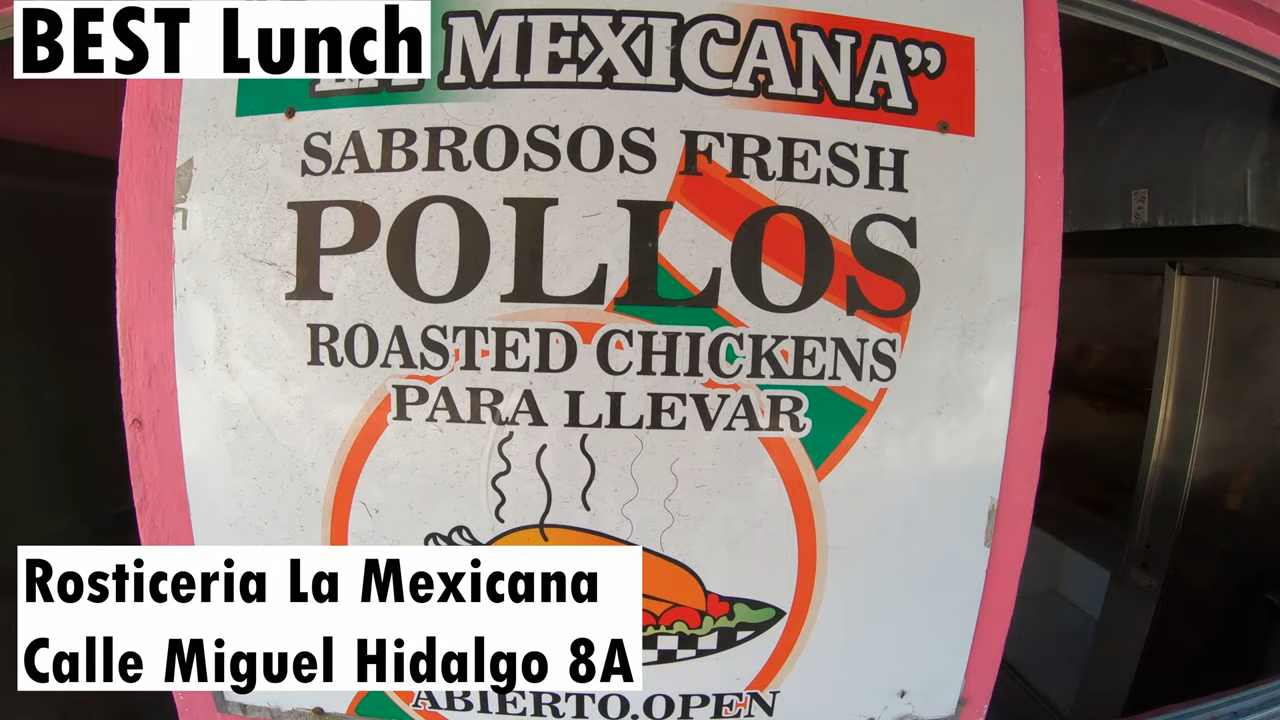 BEST Lunch
LA MEXICANA”
SABROSOS FRESH
POLLOS
ROASTED CHICKENS
PARA LLEVAR
Rosticeria La Mexicana
Calle Miguel Hidalgo 8A
ABIERTO.OPEN